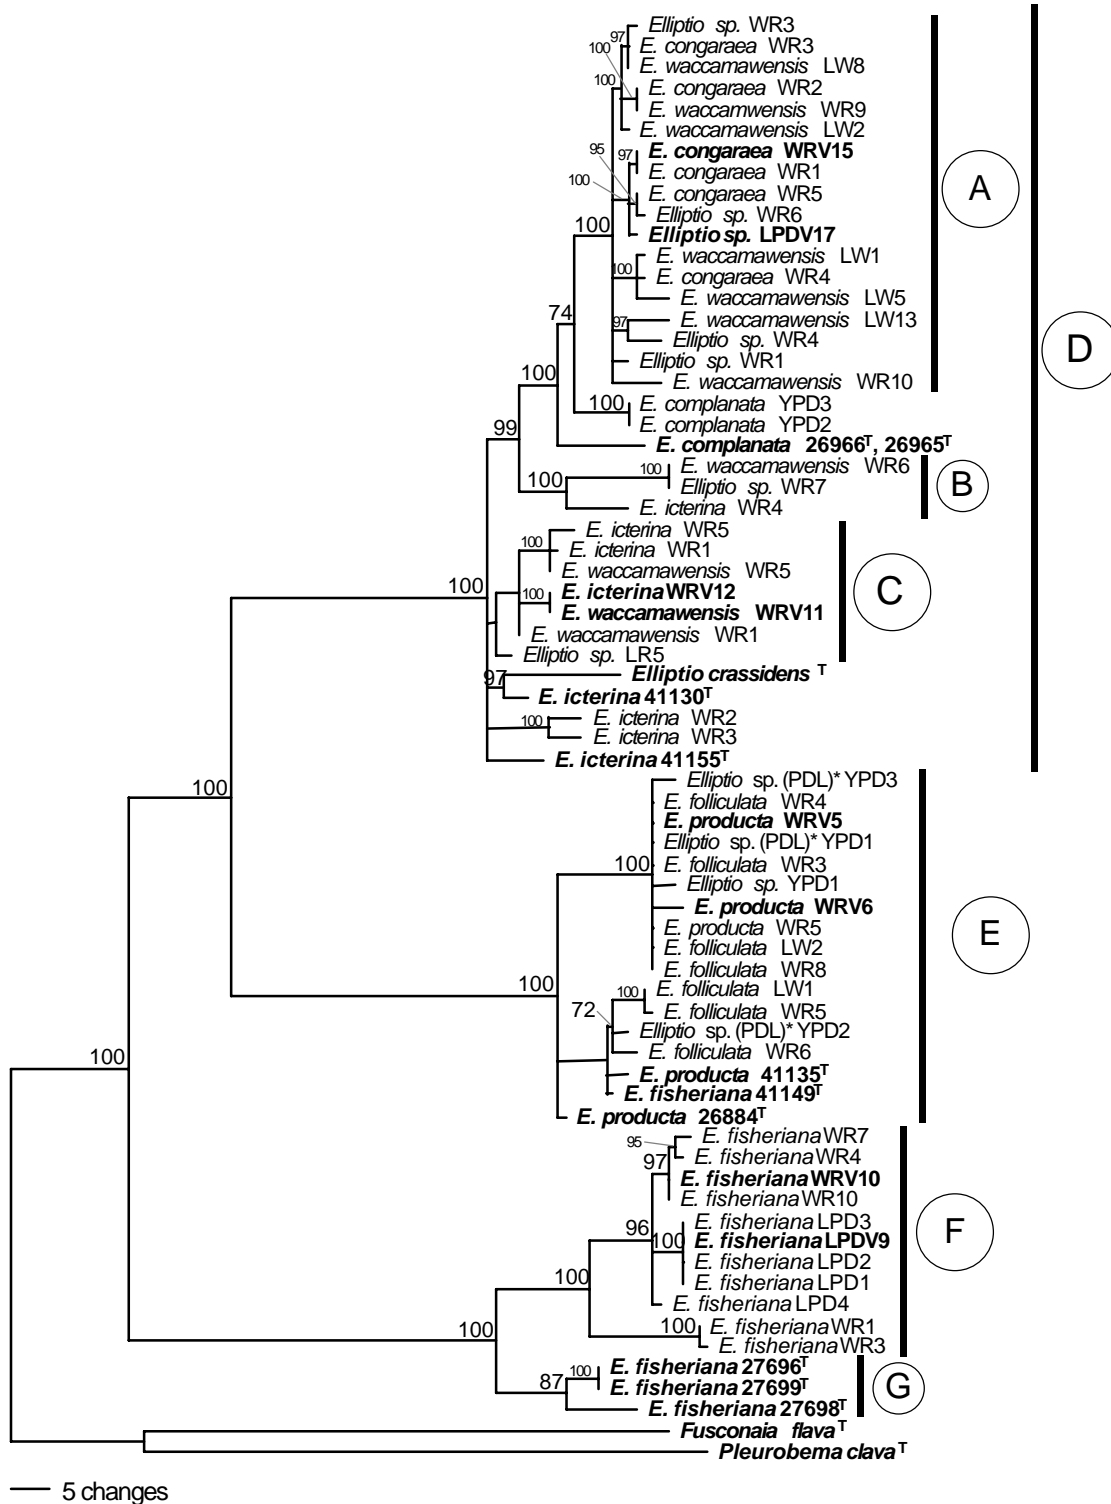 Elliptio sp. WR3
97
E. congaraea WR3
100
E. waccamawensis LW8
100
E. congaraea WR2
E. waccamwensis WR9
E. waccamawensis LW2
95
97
E. congaraea WRV15
E. congaraea WR1
100
A
E. congaraea WR5
Elliptio sp. WR6
100
Elliptio sp. LPDV17
E. waccamawensis LW1
100
E. congaraea WR4
E. waccamawensis LW5
74
E. waccamawensis LW13
97
Elliptio sp. WR4
D
Elliptio sp. WR1
100
E. waccamawensis WR10
100
E. complanata YPD3
E. complanata YPD2
99
E. complanata 26966T, 26965T
100
E. waccamawensis WR6
100
Elliptio sp. WR7
B
E. icterina WR4
E. icterina WR5
100
E. icterina WR1
E. waccamawensis WR5
100
E. icterina WRV12
C
100
E. waccamawensis WRV11
E. waccamawensis WR1
Elliptio sp. LR5
97
Elliptio crassidens T
E. icterina 41130T
E. icterina WR2
100
E. icterina WR3
E. icterina 41155T
100
Elliptio sp. (PDL)* YPD3
E. folliculata WR4
E. producta WRV5
Elliptio sp. (PDL)* YPD1
100
E. folliculata WR3
Elliptio sp. YPD1
E. producta WRV6
E
E. producta WR5
E. folliculata LW2
E. folliculata WR8
100
100
E. folliculata LW1
72
E. folliculata WR5
Elliptio sp. (PDL)* YPD2
E. folliculata WR6
100
E. producta 41135T
E. fisheriana 41149T
E. producta 26884T
95
E. fisheriana WR7
97
E. fisheriana WR4
E. fisheriana WRV10
E. fisheriana WR10
96
E. fisheriana LPD3
100
E. fisheriana LPDV9
F
E. fisheriana LPD2
100
E. fisheriana LPD1
E. fisheriana LPD4
100
100
E. fisheriana WR1
E. fisheriana WR3
100
E. fisheriana 27696T
87
E. fisheriana 27699T
G
E. fisheriana 27698T
Fusconaia flava T
Pleurobema clava T
5 changes